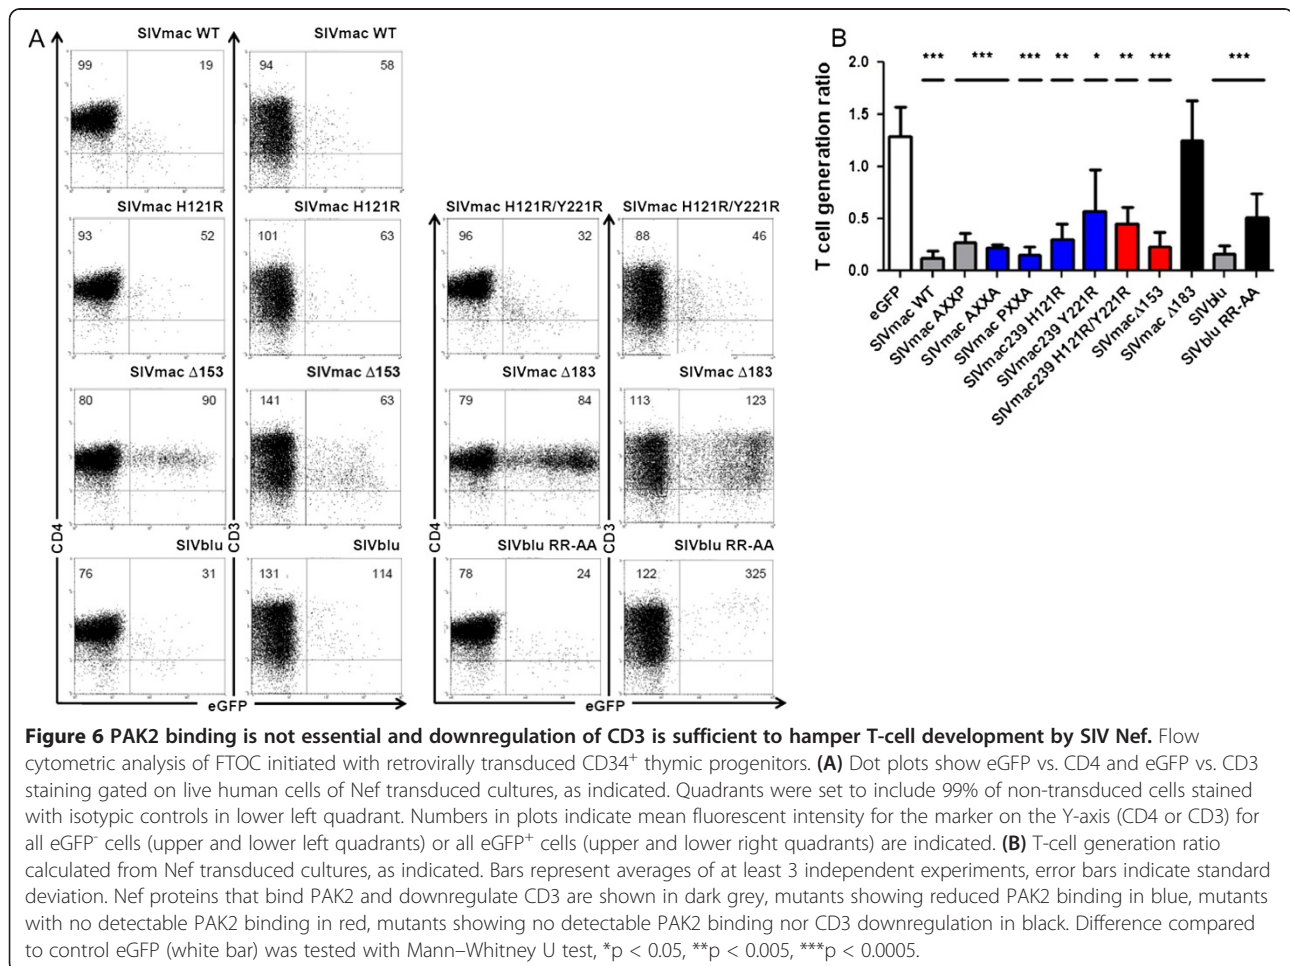 A
SIVmac WT
SIVmac WT
99 19
94 58
SIVmac H121R
SIVmac H121R
SIVmac H121R/Y221R
SIVmac H121R/Y221R
93 52
101 63
96 32
88 46
SIVmac Δ153
SIVmac Δ153
SIVmac Δ183
SIVmac Δ183
80 90
141 63
79 84
113 123
CD4
CD3
CD4
CD3
SIVblu
SIVblu
SIVblu RR-AA
SIVblu RR-AA
76 31
131 114
78 24
122 325
eGFP
eGFP
B
*** *** *** ** * ** *** ***
T cell generation ratio
2.0
1.5
1.0
0.5
0.0
eGFP
SIVmac WT
SIVmac AXXP
SIVmac AXXA
SIVmac PXXA
SIVmac239 H121R
SIVmac239 Y221R
SIVmac239 H121R/Y221R
SIVmacΔ153
SIVmac Δ183
SIVblu
SIVblu RR-AA
Figure 6 PAK2 binding is not essential and downregulation of CD3 is sufficient to hamper T-cell development by SIV Nef. Flow
cytometric analysis of FTOC initiated with retrovirally transduced CD34⁺ thymic progenitors. (A) Dot plots show eGFP vs. CD4 and eGFP vs. CD3
staining gated on live human cells of Nef transduced cultures, as indicated. Quadrants were set to include 99% of non-transduced cells stained
with isotypic controls in lower left quadrant. Numbers in plots indicate mean fluorescent intensity for the marker on the Y-axis (CD4 or CD3) for
all eGFP⁻ cells (upper and lower left quadrants) or all eGFP⁺ cells (upper and lower right quadrants) are indicated. (B) T-cell generation ratio
calculated from Nef transduced cultures, as indicated. Bars represent averages of at least 3 independent experiments, error bars indicate standard
deviation. Nef proteins that bind PAK2 and downregulate CD3 are shown in dark grey, mutants showing reduced PAK2 binding in blue, mutants
with no detectable PAK2 binding in red, mutants showing no detectable PAK2 binding nor CD3 downregulation in black. Difference compared
to control eGFP (white bar) was tested with Mann–Whitney U test, *p < 0.05, **p < 0.005, ***p < 0.0005.